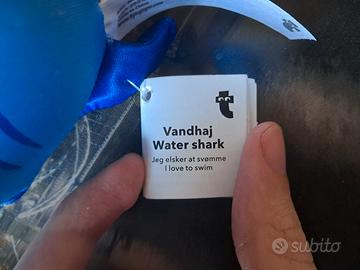 Vandhaj
Water shark
Jeg elsker at svømme
I love to swim
subito